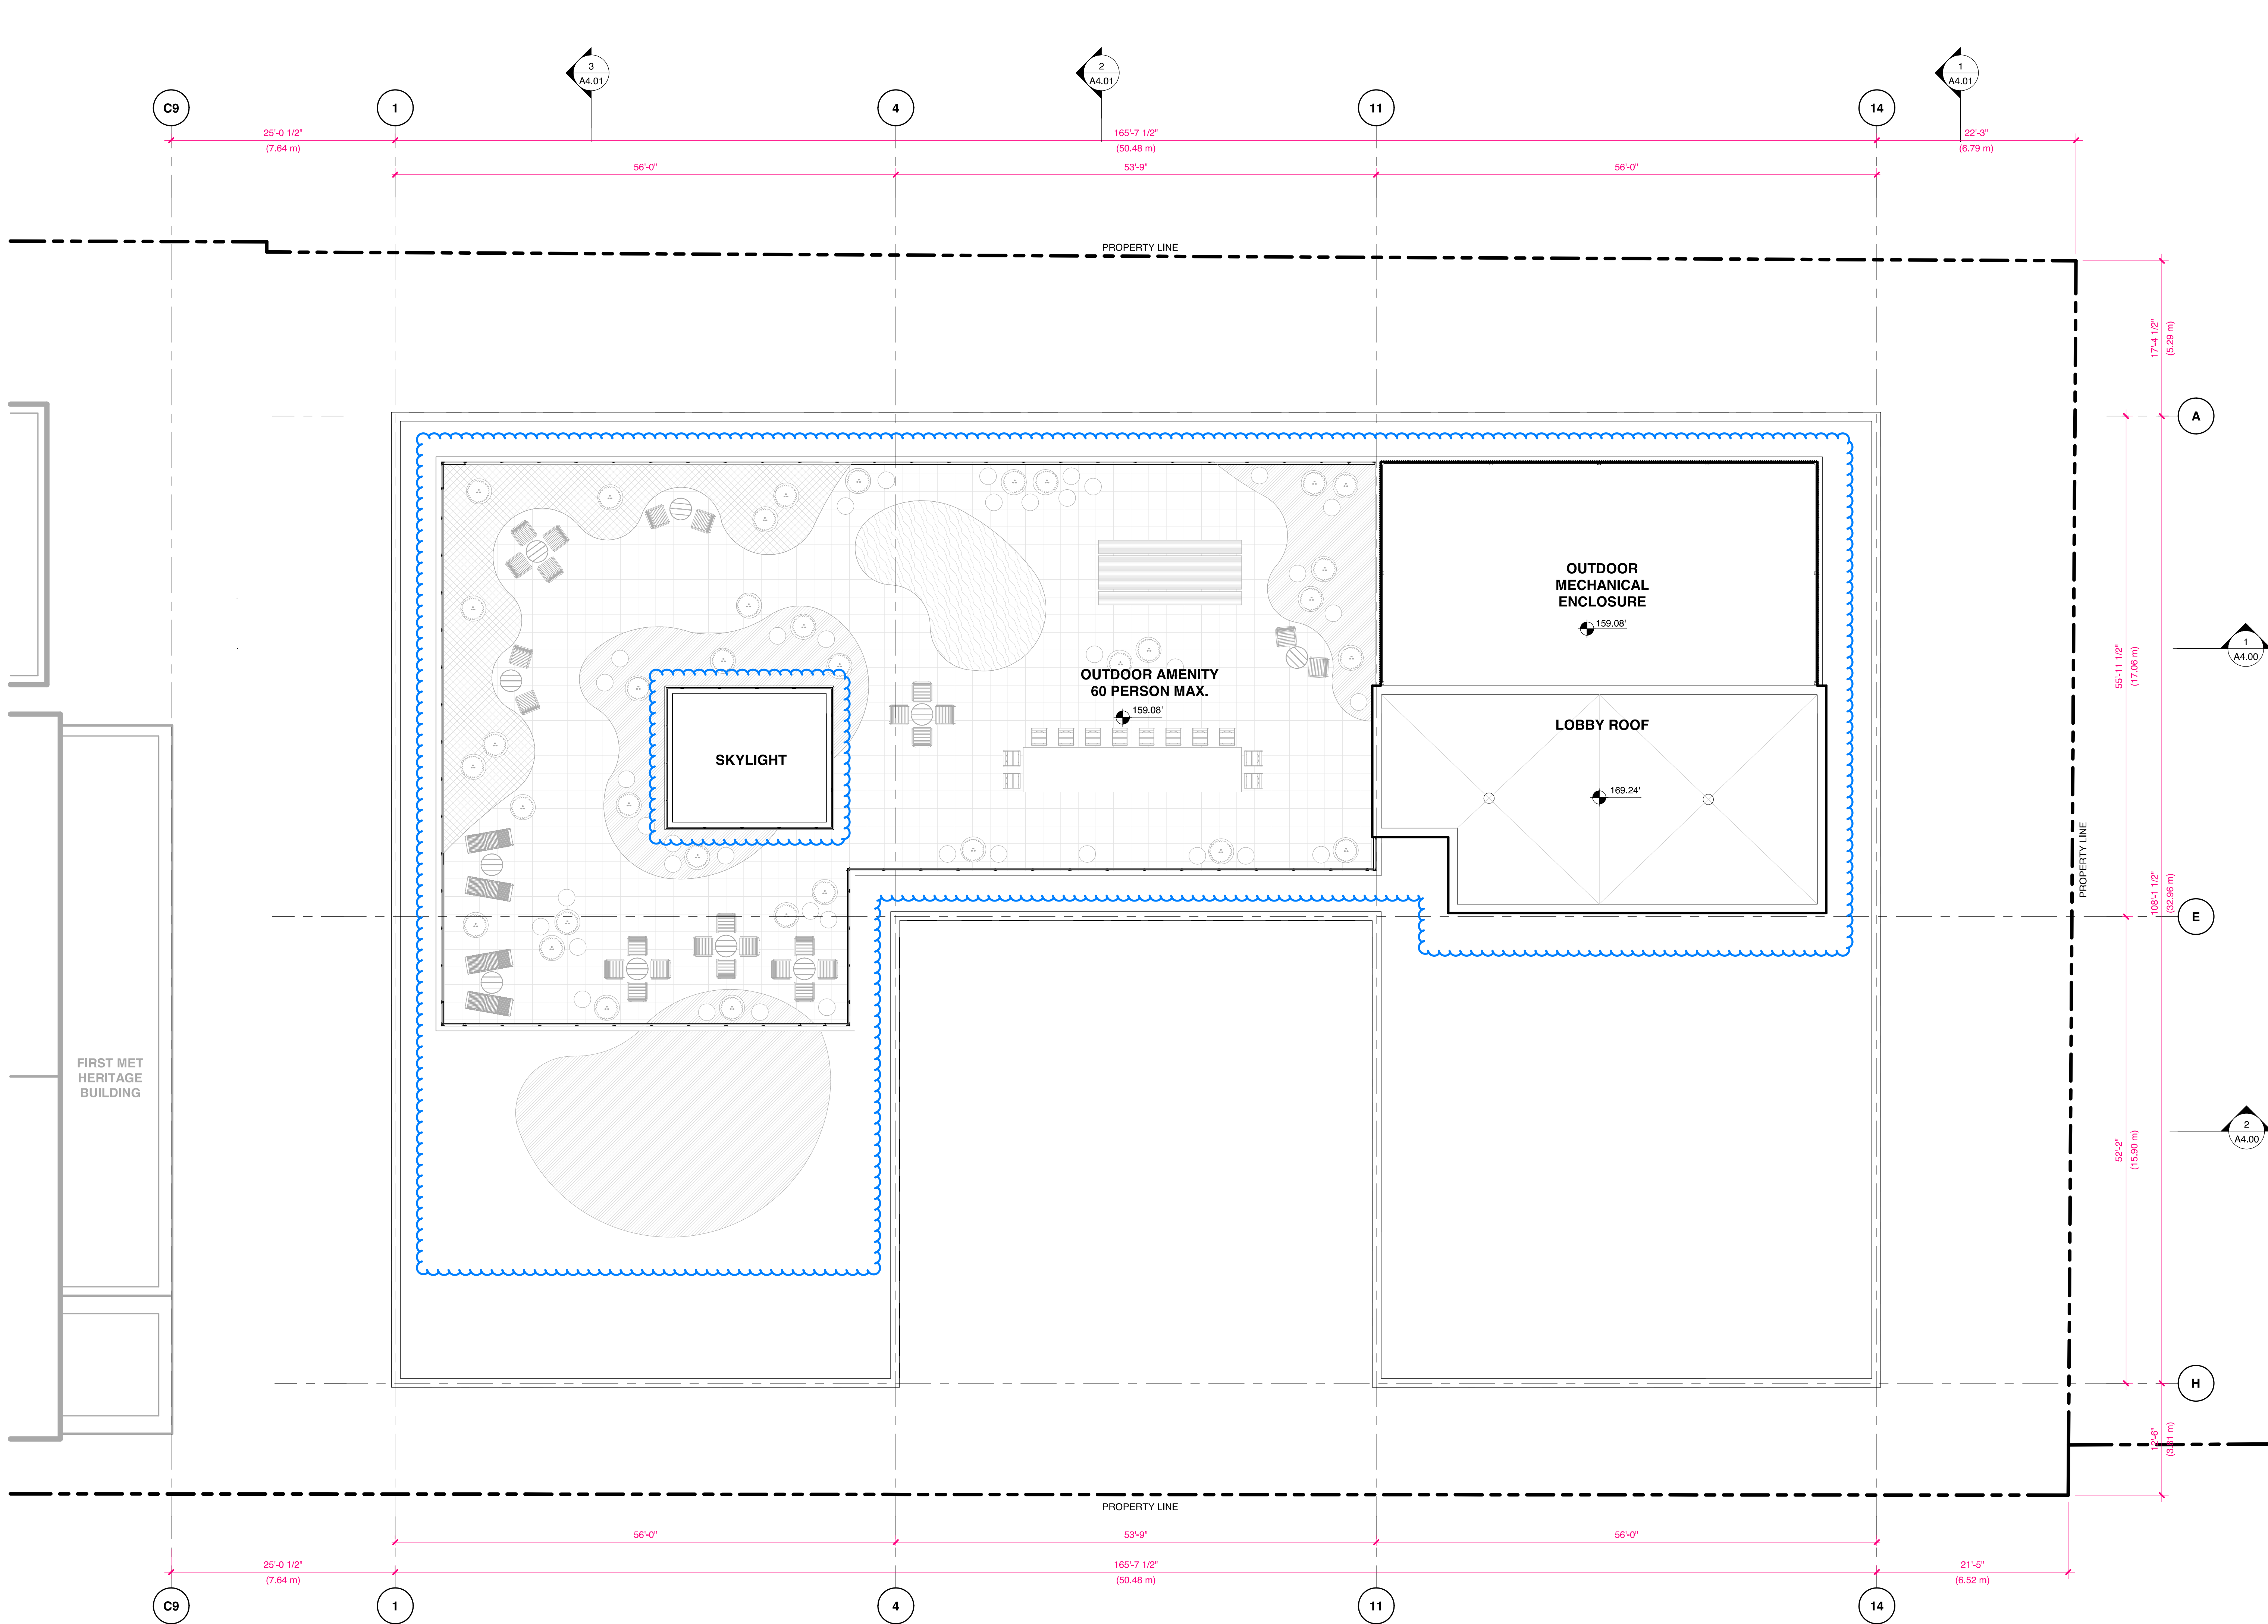 3
A4.01
2
A4.01
1
A4.01
C9
1
4
11
14
25'-0 1/2"
(7.64 m)
165'-7 1/2"
(50.48 m)
22'-3"
(6.79 m)
56'-0"
53'-9"
56'-0"
PROPERTY LINE
17'-4 1/2"
(5.29 m)
A
OUTDOOR
MECHANICAL
ENCLOSURE
159.08'
1
A4.00
55'-11 1/2"
(17.06 m)
OUTDOOR AMENITY
60 PERSON MAX.
159.08'
LOBBY ROOF
SKYLIGHT
169.24'
PROPERTY LINE
108'-1 1/2"
(32.96 m)
E
FIRST MET
HERITAGE
BUILDING
2
A4.00
52'-2"
(15.90 m)
H
12'-6"
(3.81 m)
PROPERTY LINE
56'-0"
53'-9"
56'-0"
25'-0 1/2"
(7.64 m)
165'-7 1/2"
(50.48 m)
21'-5"
(6.52 m)
C9
1
4
11
14